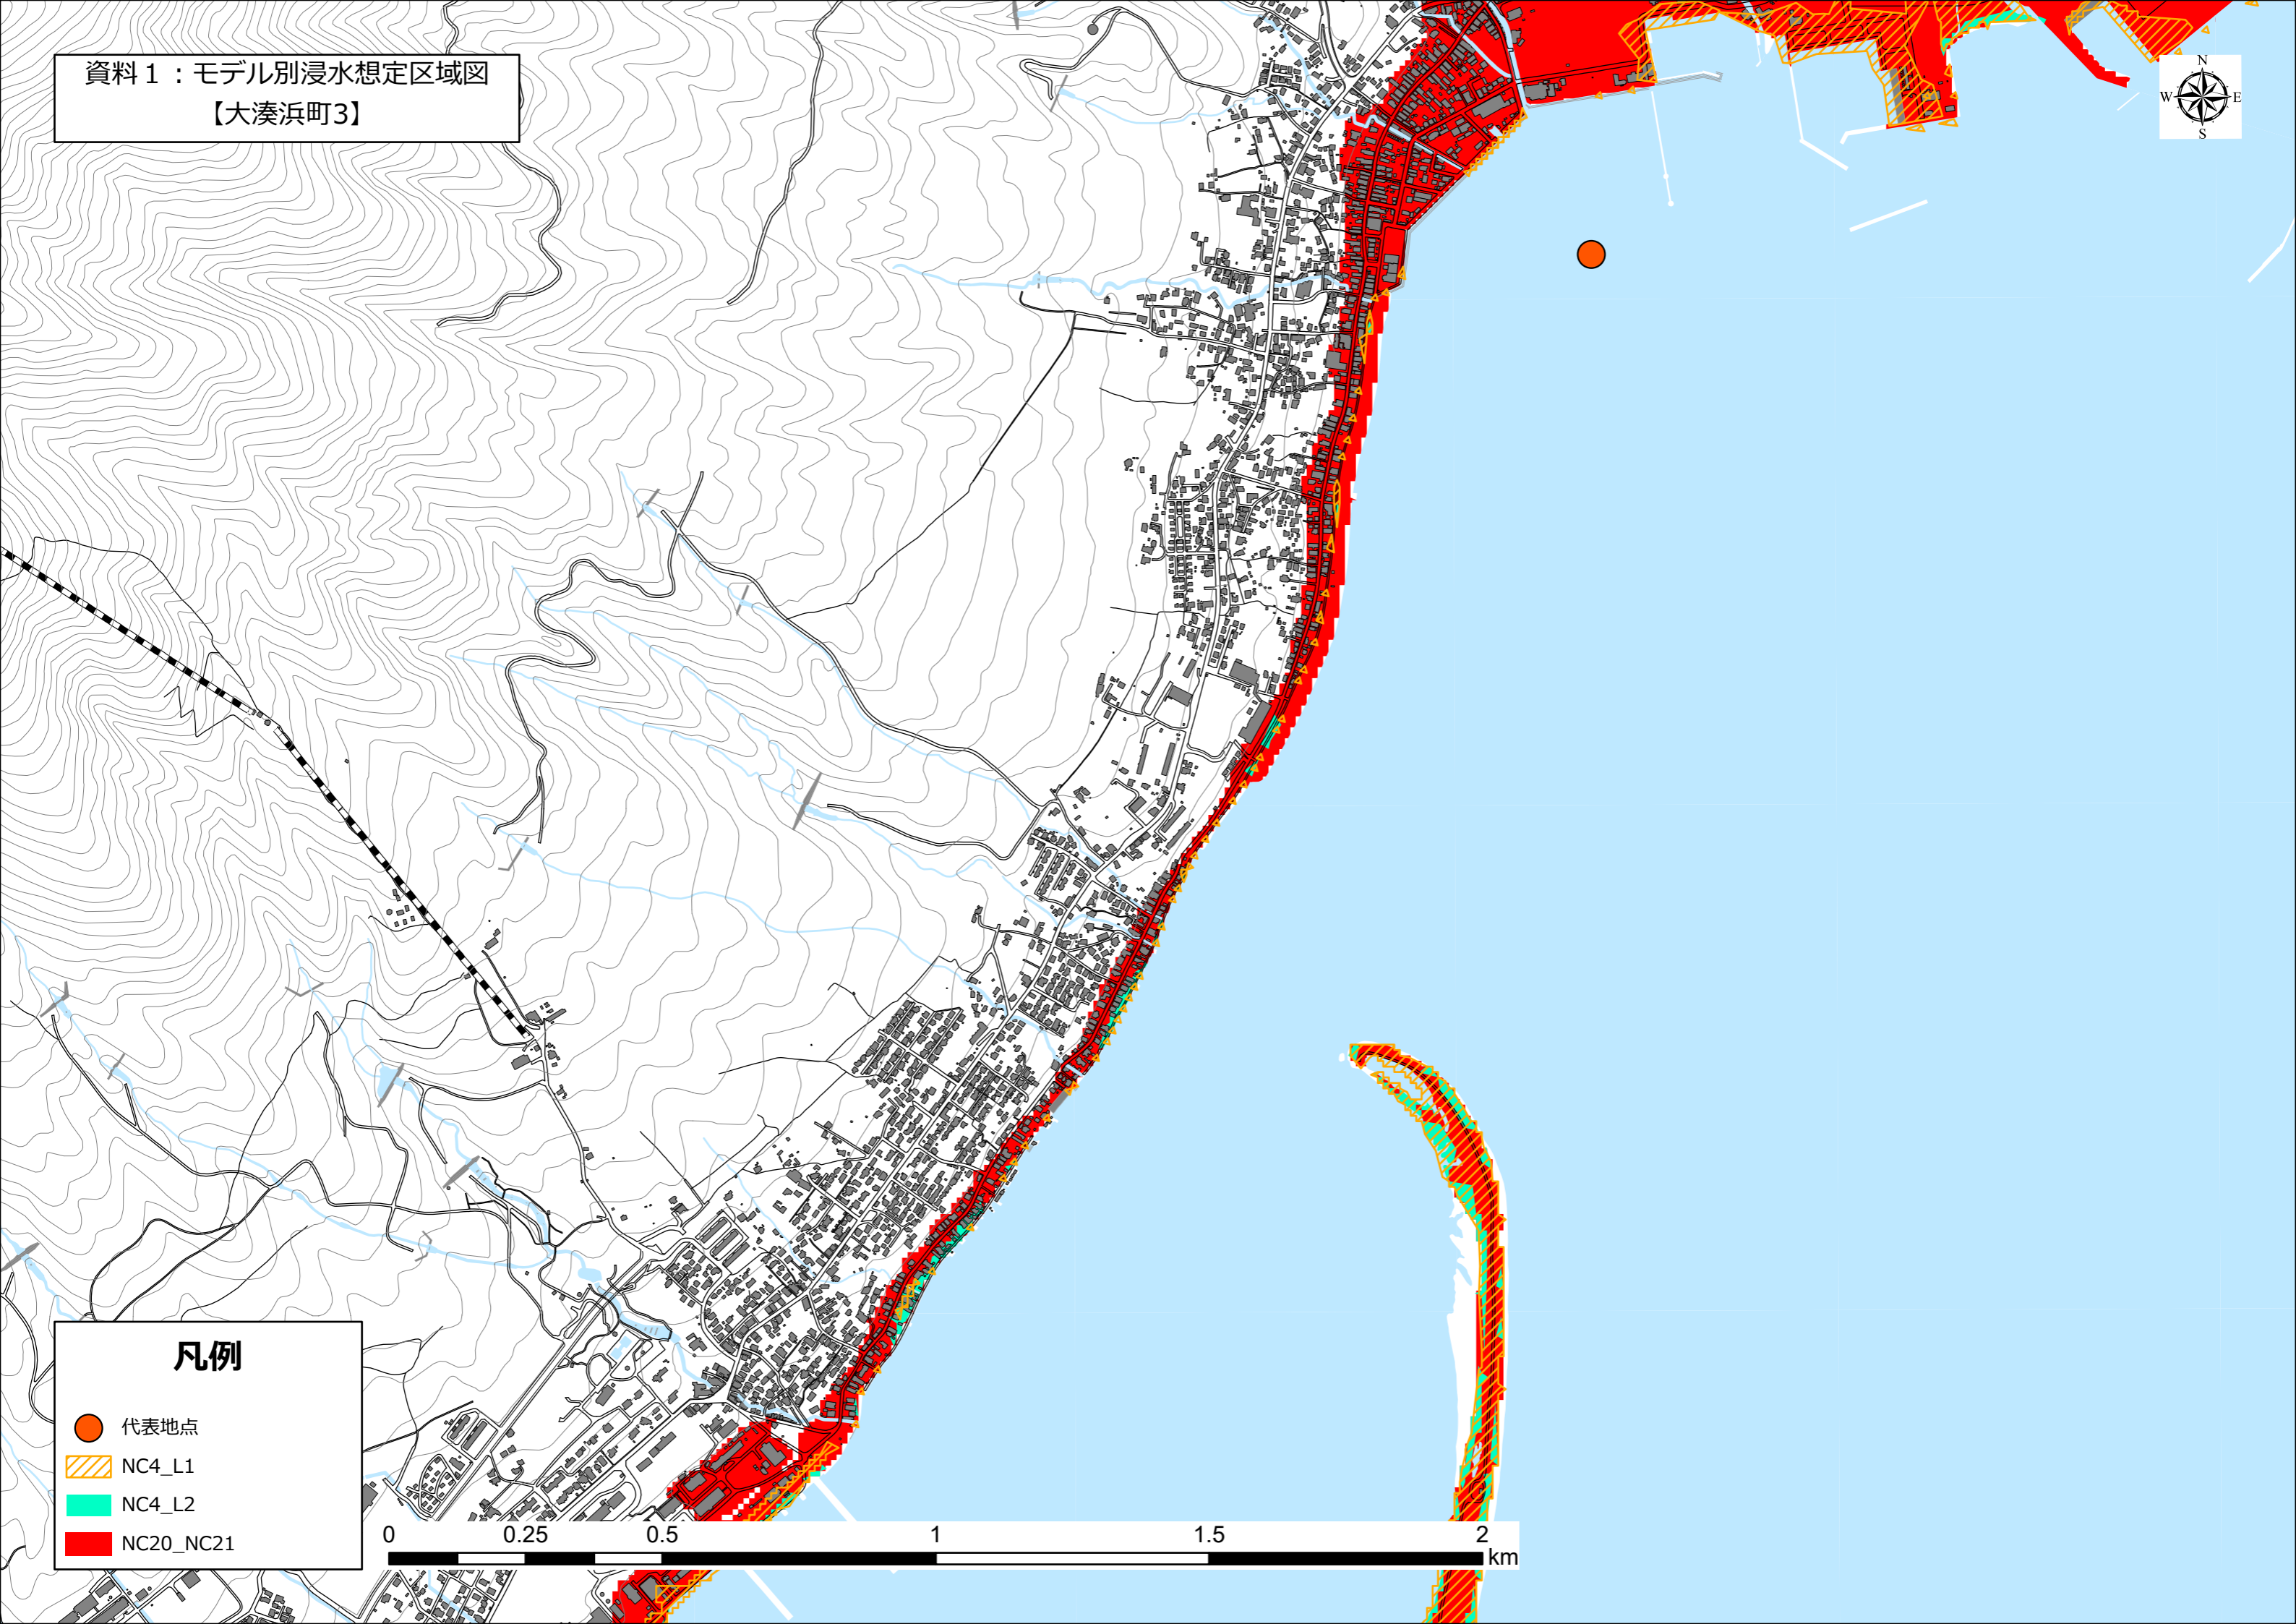 資料１：モデル別浸水想定区域図
【大湊浜町3】
N
W
E
S
凡例
代表地点
NC4_L1
NC4_L2
NC20_NC21
0 0.25 0.5 1 1.5 2
km